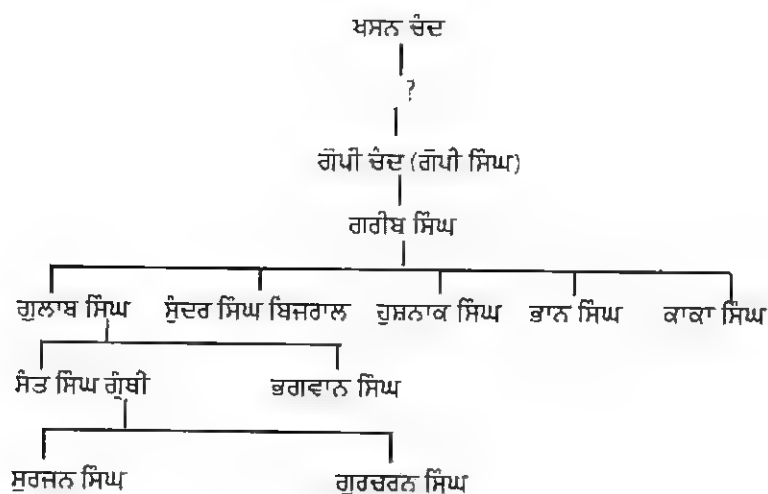 ਖਸਨ ਚੰਦ
?
ਗੋਪੀ ਚੰਦ (ਗੋਪੀ ਸਿੰਘ)
ਗਰੀਬ ਸਿੰਘ
ਗੁਲਾਬ ਸਿੰਘ ਸੁੰਦਰ ਸਿੰਘ ਬਿਜਰਾਲ ਹੁਸ਼ਨਾਕ ਸਿੰਘ ਭਾਨ ਸਿੰਘ ਕਾਕਾ ਸਿੰਘ
ਸੰਤ ਸਿੰਘ ਗ੍ਰੰਥੀ ਭਗਵਾਨ ਸਿੰਘ
ਸੁਰਜਨ ਸਿੰਘ ਗੁਰਚਰਨ ਸਿੰਘ